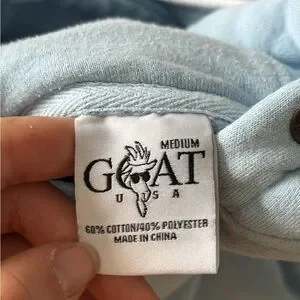 MEDIUM
GOAT
USA
60% COTTON/40% POLYESTER
MADE IN CHINA